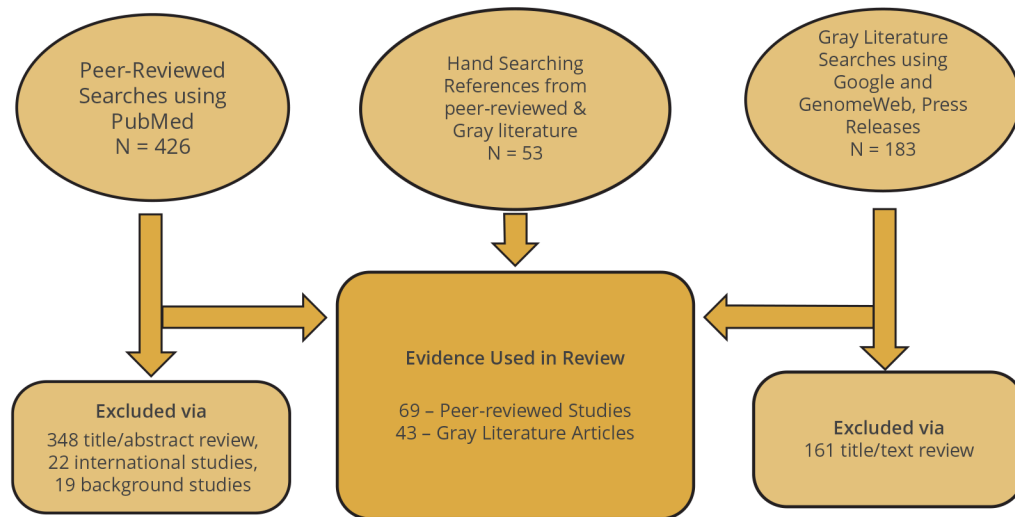 Peer-Reviewed
Searches using
PubMed
N = 426
Hand Searching
References from
peer-reviewed &
Gray literature
N = 53
Gray Literature
Searches using
Google and
GenomeWeb, Press
Releases
N = 183
Excluded via
348 title/abstract review,
22 international studies,
19 background studies
Evidence Used in Review
69 – Peer-reviewed Studies
43 – Gray Literature Articles
Excluded via
161 title/text review